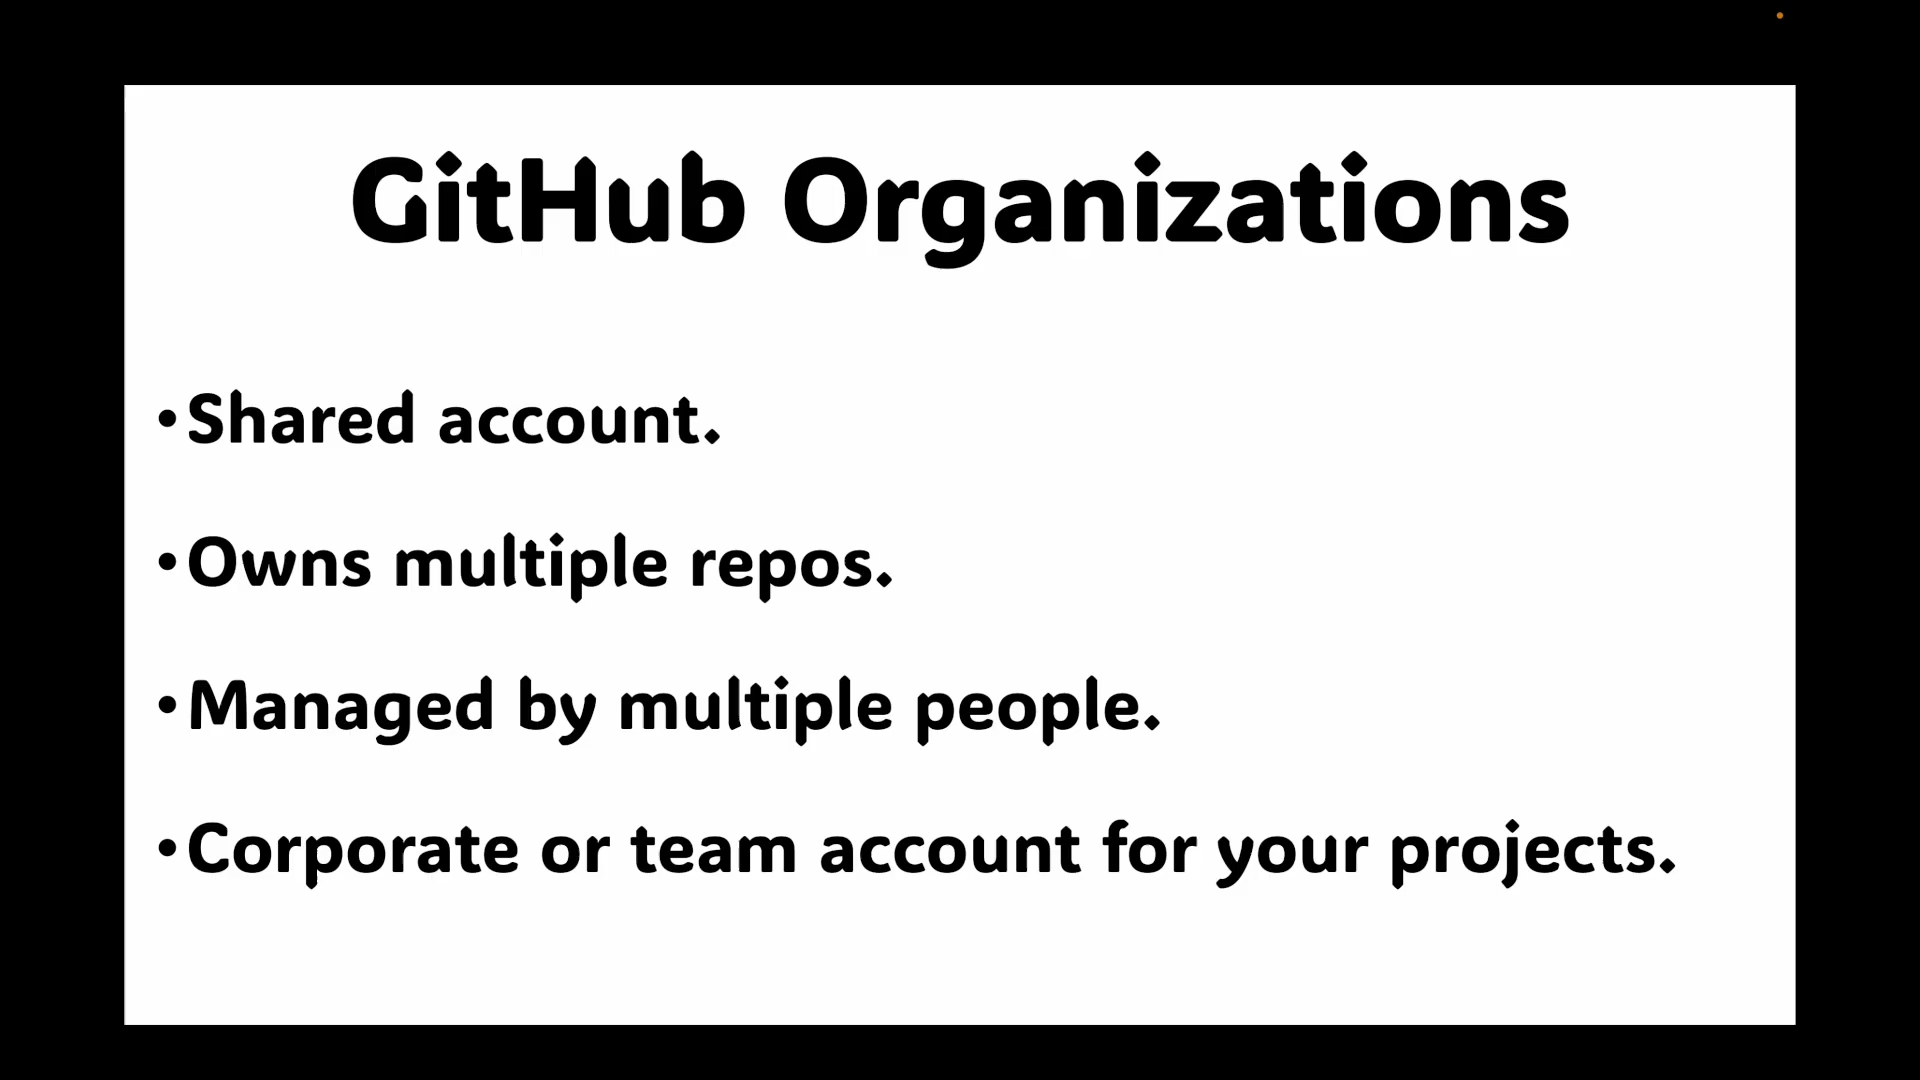 GitHub Organizations
•Shared account.
•Owns multiple repos.
•Managed by multiple people.
•Corporate or team account for your projects.